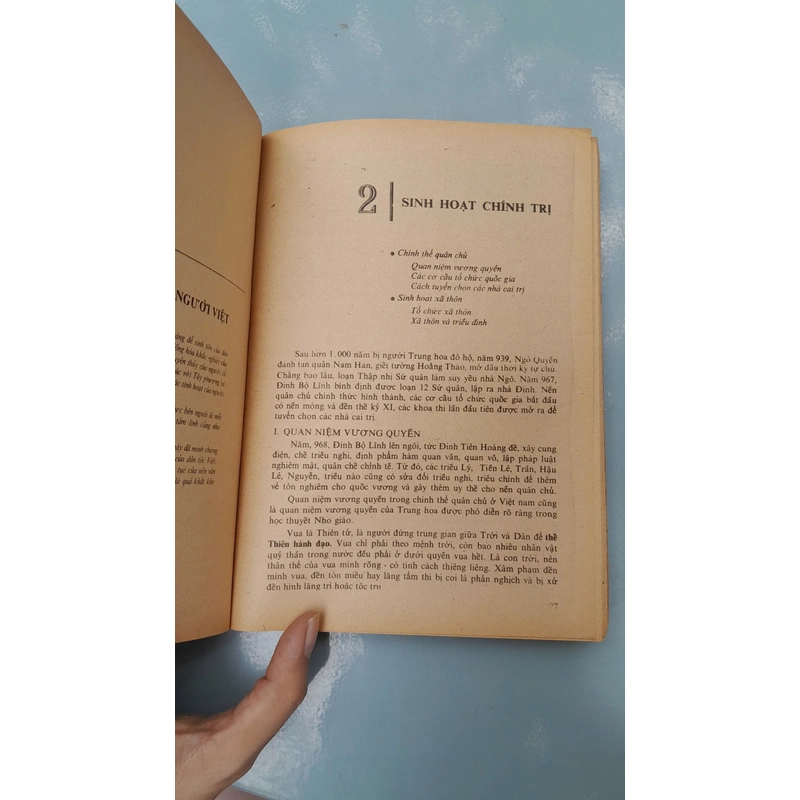 NGƯỜI VIỆT
2 SINH HOẠT CHÍNH TRỊ
• Chính thể quân chủ
Quan niệm vương quyền
Các cơ cấu tổ chức quốc gia
Cách tuyển chọn các nhà cai trị
• Sinh hoạt xã thôn
Tổ chức xã thôn
Xã thôn và triều đình
Sau hơn 1.000 năm bị người Trung hoa đô hộ, năm 939, Ngô Quyền
đánh tan quân Nam Hán, giết tướng Hoằng Thao, mở đầu thời kỳ tự chủ.
Chẳng bao lâu, loạn Thập nhị Sứ quân làm suy yếu nhà Ngô. Năm 967,
Đinh Bộ Lĩnh bình định được loạn 12 Sứ quân, lập ra nhà Đinh. Nền
quân chủ chính thức hình thành, các cơ cấu tổ chức quốc gia bắt đầu
có nền móng và đến thế kỷ XI, các khoa thi lần đầu tiên được mở ra để
tuyển chọn các nhà cai trị.
I. QUAN NIỆM VƯƠNG QUYỀN
Năm, 968, Đinh Bộ Lĩnh lên ngôi, tức Đinh Tiên Hoàng đế, xây cung
điện, chế triều nghi, định phẩm hàm quan văn, quan võ, lập pháp luật
nghiêm mật, quân chế chỉnh tề. Từ đó, các triều Lý, Tiền Lê, Trần, Hậu
Lê, Nguyễn, triều nào cũng có sửa đổi triều nghi, triều chính để thêm
vẻ tôn nghiêm cho quốc vương và gây thêm uy thế cho nền quân chủ.
Quan niệm vương quyền trong chính thể quân chủ ở Việt nam cũng
là quan niệm vương quyền của Trung hoa được phô diễn rõ ràng trong
học thuyết Nho giáo.
Vua là Thiên tử, là người đứng trung gian giữa Trời và Dân để thế
Thiên hành đạo. Vua chỉ phải theo mệnh trời, còn bao nhiêu nhân vật
quý thần trong nước đều phải ở dưới quyền vua hết. Là con trời, nên
thân thể của vua mình rồng - có tính cách thiêng liêng. Xâm phạm đến
mình vua, đến tôn miếu hay lăng tẩm thì bị coi là phản nghịch và bị xử
đến hình lăng trì hoặc tộc tru